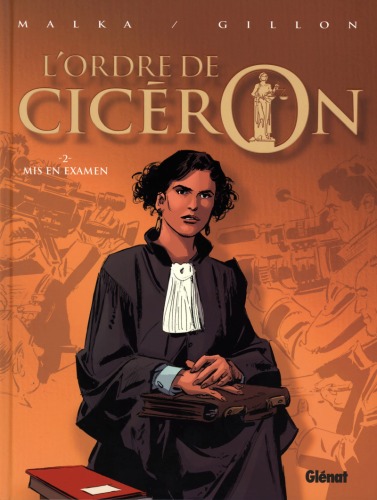 MALKA / GILLON
L'ORDRE DE
CICÉRON
-2-
MIS EN EXAMEN
Glénat